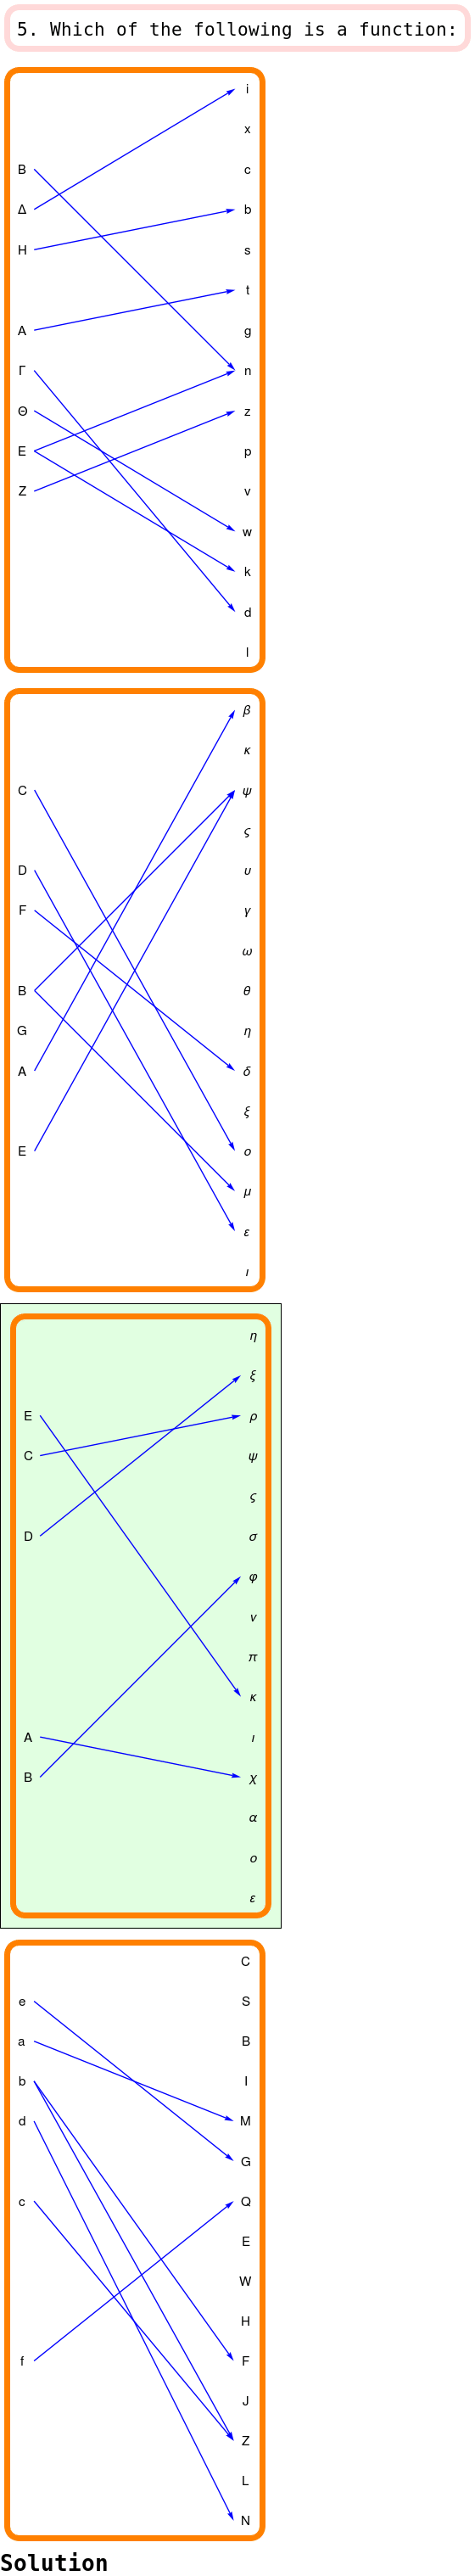 5. Which of the following is a function:
i
x
c
B
Δ b
H s
t
A g
Γ n
Θ z
E p
Z v
w
k
d
l
β
κ
C ψ
ς
D υ
F γ
ω
B θ
G η
A δ
ξ
E ο
μ
ε
ι
η
ξ
E ρ
C ψ
ς
D σ
φ
ν
π
κ
A ι
B χ
α
ο
ε
C
e S
a B
b I
d M
G
c Q
E
W
H
f F
J
Z
L
N
Solution